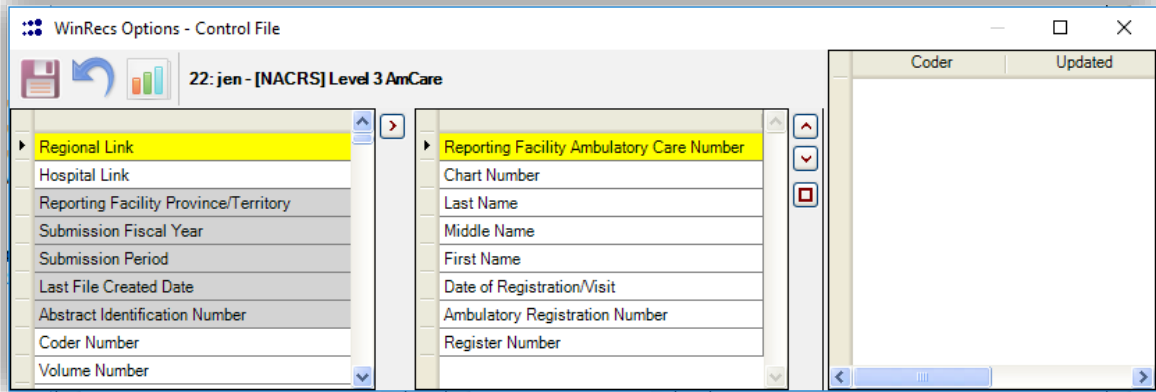 WinRecs Options - Control File
22: jen - [NACRS] Level 3 AmCare
Coder Updated
Regional Link
Hospital Link
Reporting Facility Province/Territory
Submission Fiscal Year
Submission Period
Last File Created Date
Abstract Identification Number
Coder Number
Volume Number
Reporting Facility Ambulatory Care Number
Chart Number
Last Name
Middle Name
First Name
Date of Registration/Visit
Ambulatory Registration Number
Register Number